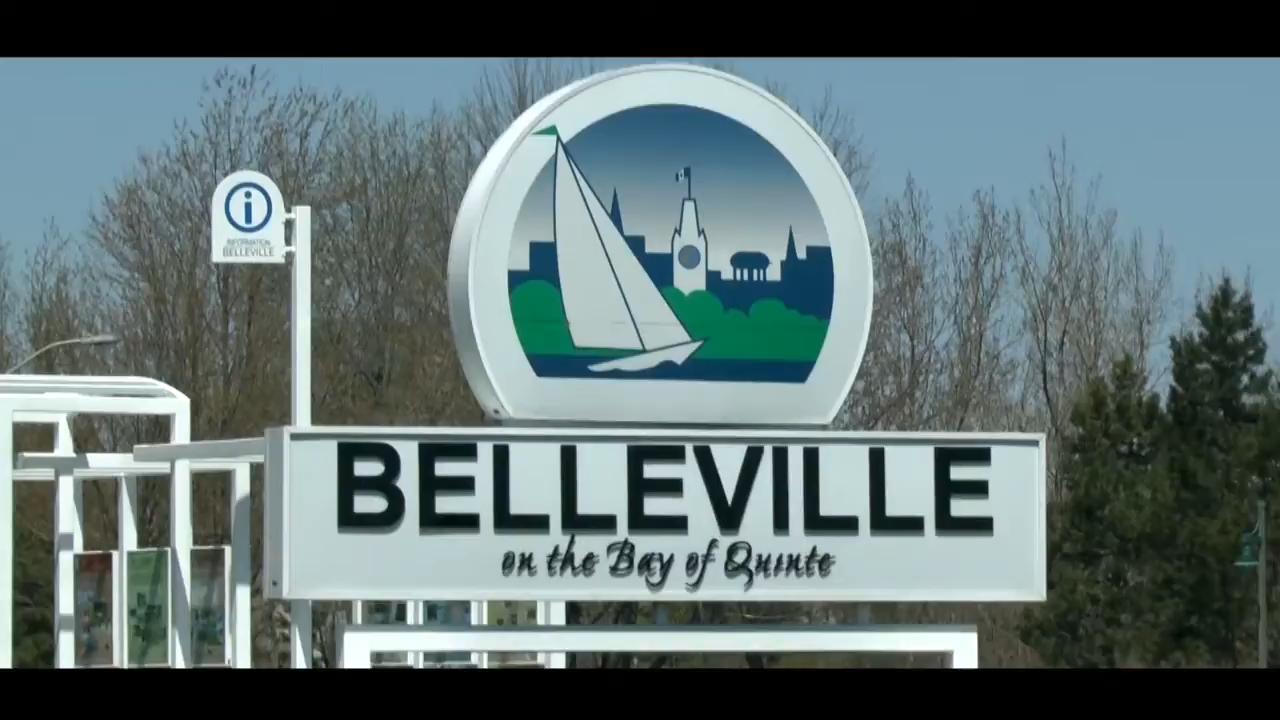 i
INFORMATION
BELLEVILLE
BELLEVILLE
on the Bay of Quinte